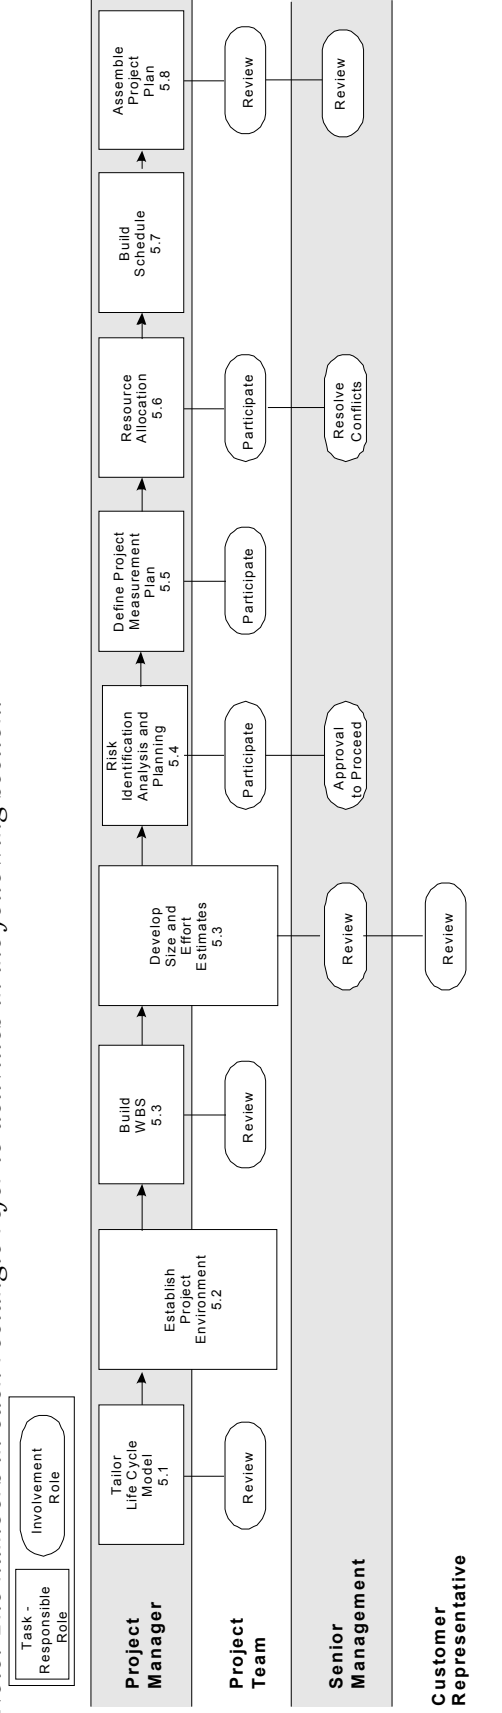 Task -
Responsible
Role
Involvement
Role
Project
Manager
Tailor
Life Cycle
Model
5.1
Establish
Project
Environment
5.2
Build
WBS
5.3
Develop
Size and
Effort
Estimates
5.3
Risk
Identification
Analysis and
Planning
5.4
Define Project
Measurement
Plan
5.5
Resource
Allocation
5.6
Build
Schedule
5.7
Assemble
Project
Plan
5.8
Project
Team
Review
Review
Participate
Participate
Participate
Review
Senior
Management
Review
Approval
to Proceed
Resolve
Conflicts
Review
Customer
Representative
Review